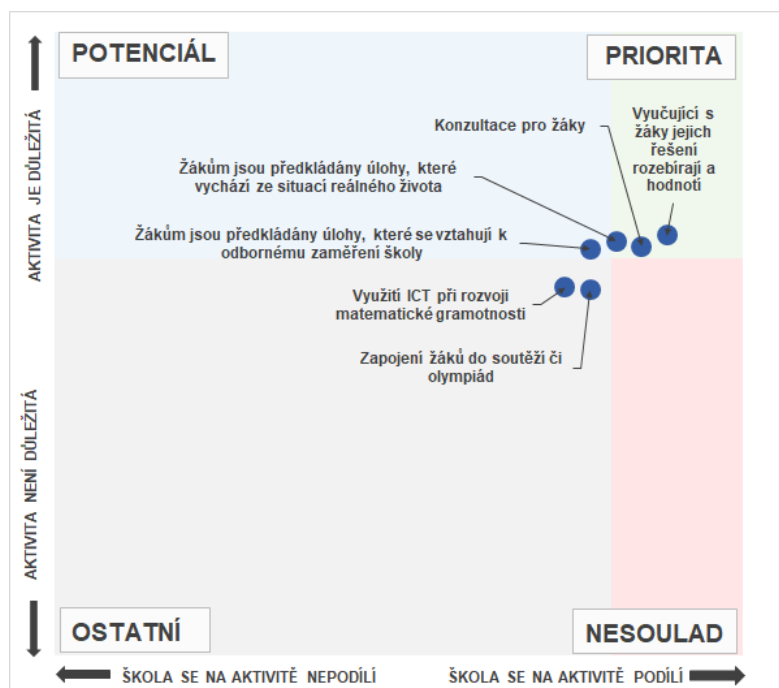 POTENCIÁL
PRIORITA
Vyučující s
žáky jejich
řešení
rozebírají a
hodnotí
Konzultace pro žáky
Žákům jsou předkládány úlohy, které
vychází ze situací reálného života
Žákům jsou předkládány úlohy, které se vztahují k
odbornému zaměření školy
Využití ICT při rozvoji
matematické gramotnosti
Zapojení žáků do soutěží či
olympiád
AKTIVITA JE DŮLEŽITÁ
AKTIVITA NENÍ DŮLEŽITÁ
OSTATNÍ
NESOULAD
ŠKOLA SE NA AKTIVITĚ NEPODÍLÍ
ŠKOLA SE NA AKTIVITĚ PODÍLÍ